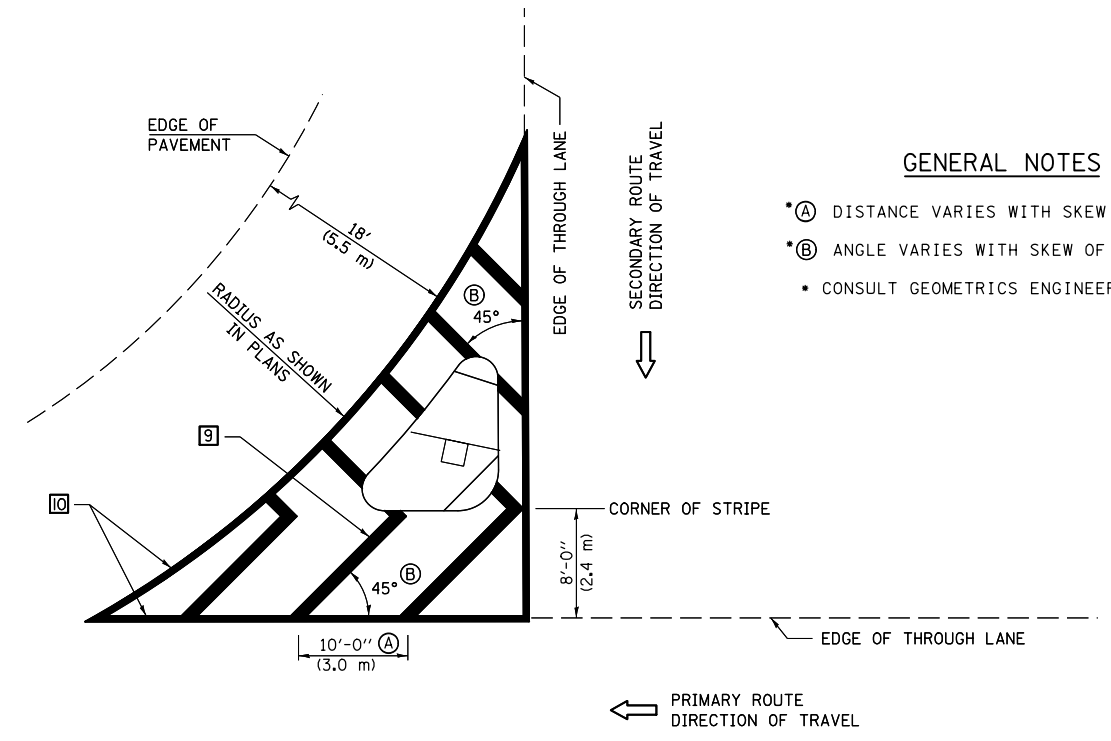 EDGE OF
PAVEMENT
18'
(5.5 m)
RADIUS AS SHOWN
IN PLANS
EDGE OF THROUGH LANE
SECONDARY ROUTE
DIRECTION OF TRAVEL
GENERAL NOTES
*Ⓐ DISTANCE VARIES WITH SKEW
*Ⓑ ANGLE VARIES WITH SKEW OF
* CONSULT GEOMETRICS ENGINEER
Ⓑ
45°
9
10
CORNER OF STRIPE
8'-0"
(2.4 m)
45° Ⓑ
10'-0" Ⓐ
(3.0 m)
EDGE OF THROUGH LANE
PRIMARY ROUTE
DIRECTION OF TRAVEL